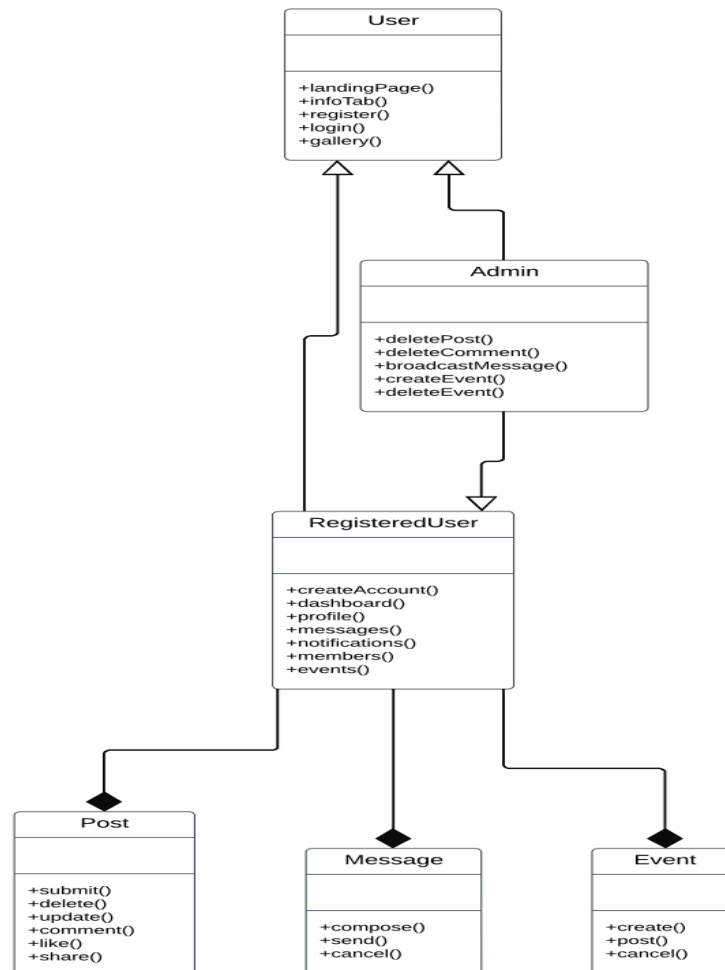 User
+landingPage()
+infoTab()
+register()
+login()
+gallery()
Admin
+deletePost()
+deleteComment()
+broadcastMessage()
+createEvent()
+deleteEvent()
RegisteredUser
+createAccount()
+dashboard()
+profile()
+messages()
+notifications()
+members()
+events()
Post
+submit()
+delete()
+update()
+comment()
+like()
+share()
Message
+compose()
+send()
+cancel()
Event
+create()
+post()
+cancel()